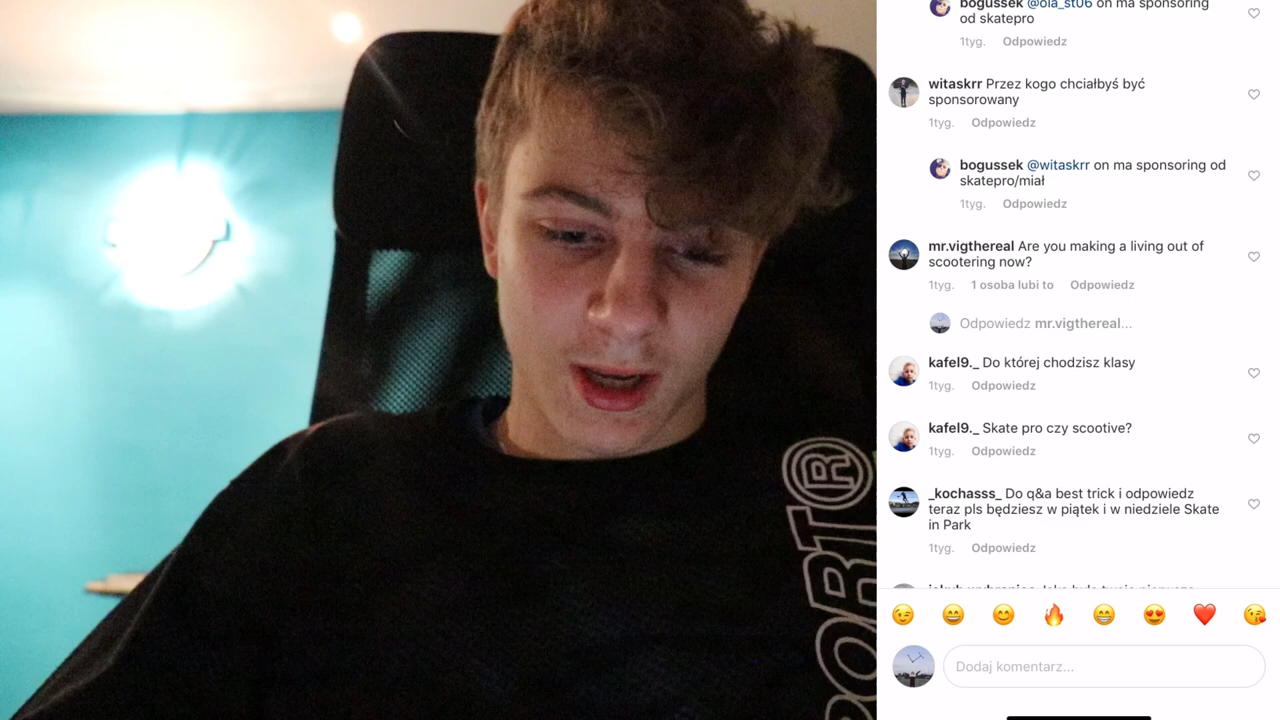 bogussek @ola_st06 on ma sponsoring
od skatepro
1tyg. Odpowiedz
witaskrr Przez kogo chciałbyś być
sponsorowany
1tyg. Odpowiedz
bogussek @witaskrr on ma sponsoring od
skatepro/miał
1tyg. Odpowiedz
mr.vigthereal Are you making a living out of
scootering now?
1tyg. 1 osoba lubi to Odpowiedz
Odpowiedz mr.vigthereal...
kafel9._ Do której chodzisz klasy
1tyg. Odpowiedz
kafel9._ Skate pro czy scootive?
1tyg. Odpowiedz
_kochasss_ Do q&a best trick i odpowiedz
teraz pls będziesz w piątek i w niedziele Skate
in Park
1tyg. Odpowiedz
Dodaj komentarz...
PORT®